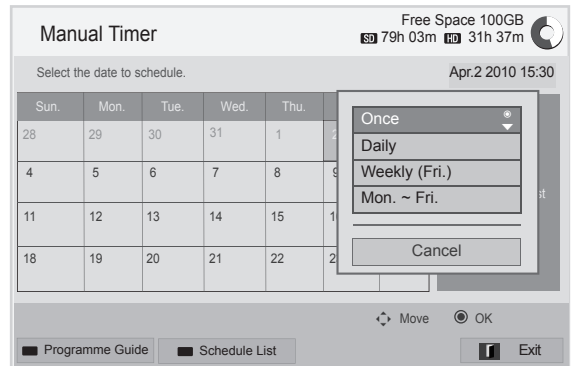 Manual Timer
Free Space 100GB
SD 79h 03m HD 31h 37m
Select the date to schedule.
Apr.2 2010 15:30
Sun. Mon. Tue. Wed. Thu.
28 29 30 31 1
4 5 6 7 8
11 12 13 14 15
18 19 20 21 22
Once
Daily
Weekly (Fri.)
Mon. ~ Fri.
Cancel
Move OK
Programme Guide Schedule List Exit